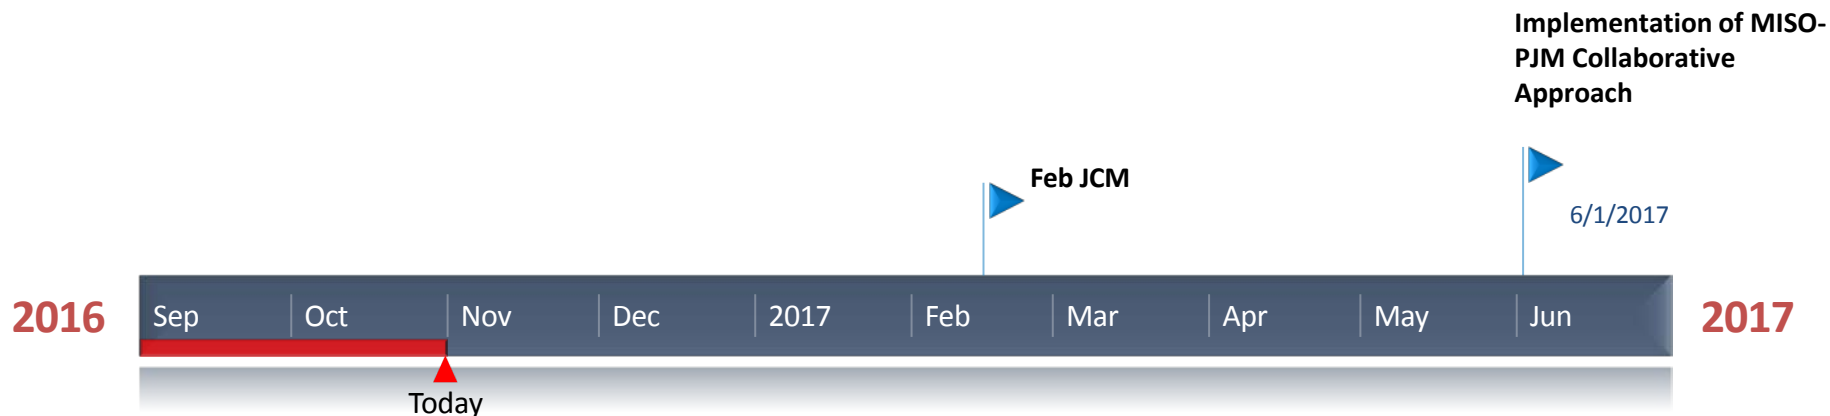 Implementation of MISO-
PJM Collaborative
Approach
Feb JCM
6/1/2017
2016 Sep Oct Nov Dec 2017 Feb Mar Apr May Jun 2017
Today